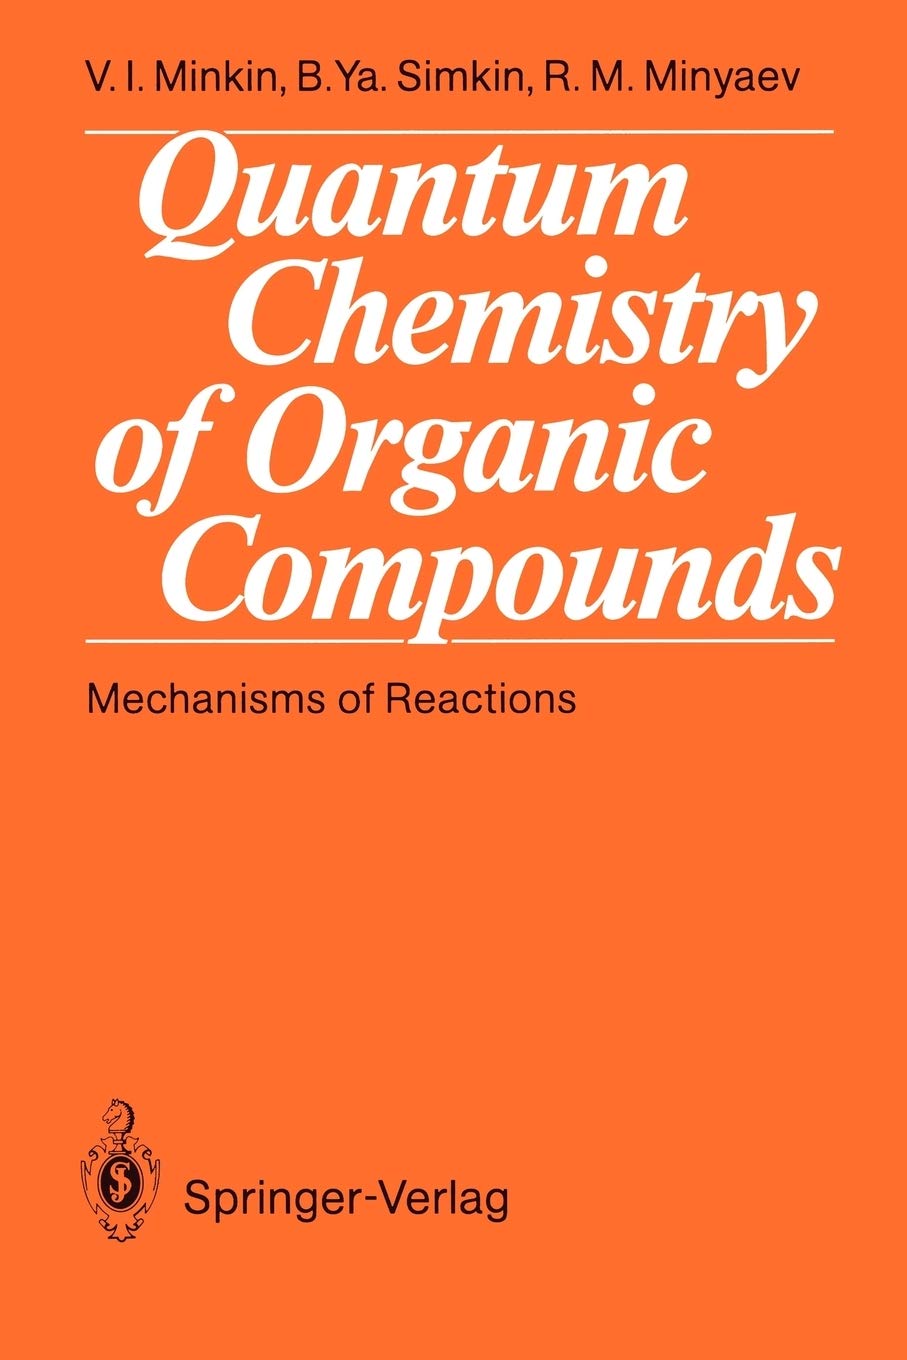 V. I. Minkin, B. Ya. Simkin, R. M. Minyaev
Quantum
Chemistry
of Organic
Compounds
Mechanisms of Reactions
Springer-Verlag